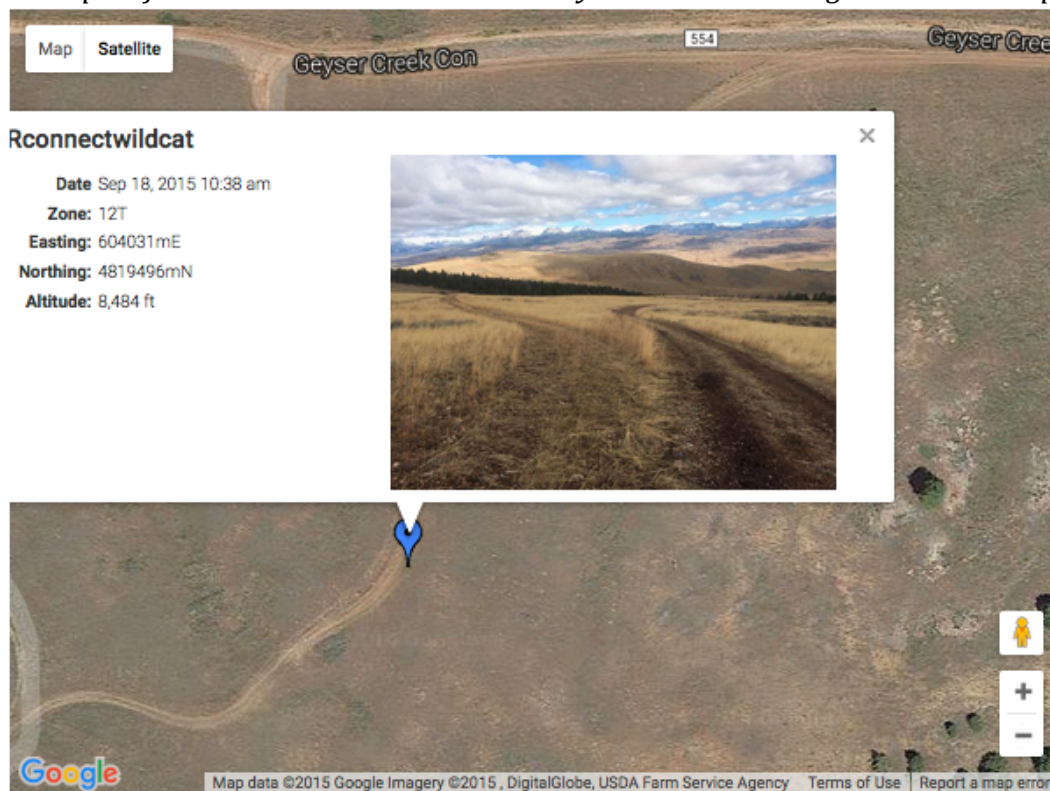 Map Satellite
Geyser Creek Con
554
Geyser Cree
Rconnectwildcat
Date Sep 18, 2015 10:38 am
Zone: 12T
Easting: 604031mE
Northing: 4819496mN
Altitude: 8,484 ft
Google
Map data ©2015 Google Imagery ©2015 , DigitalGlobe, USDA Farm Service Agency Terms of Use Report a map error